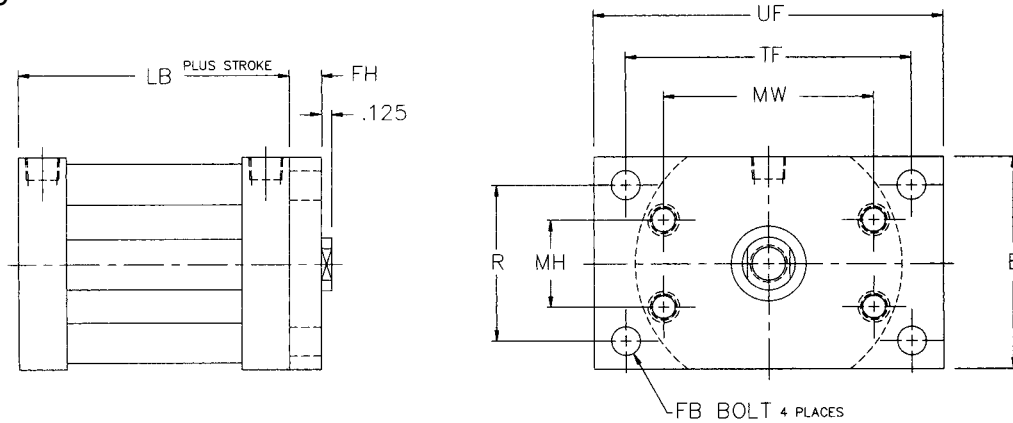 UF
TF
MW
LB PLUS STROKE
FH
.125
R
MH
FB BOLT 4 PLACES